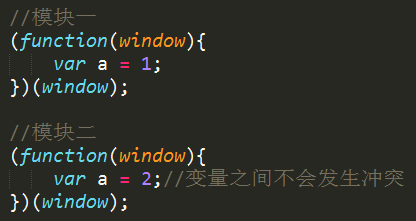 //模块一
(function(window){
    var a = 1;
})(window);
//模块二
(function(window){
    var a = 2;//变量之间不会发生冲突
})(window);